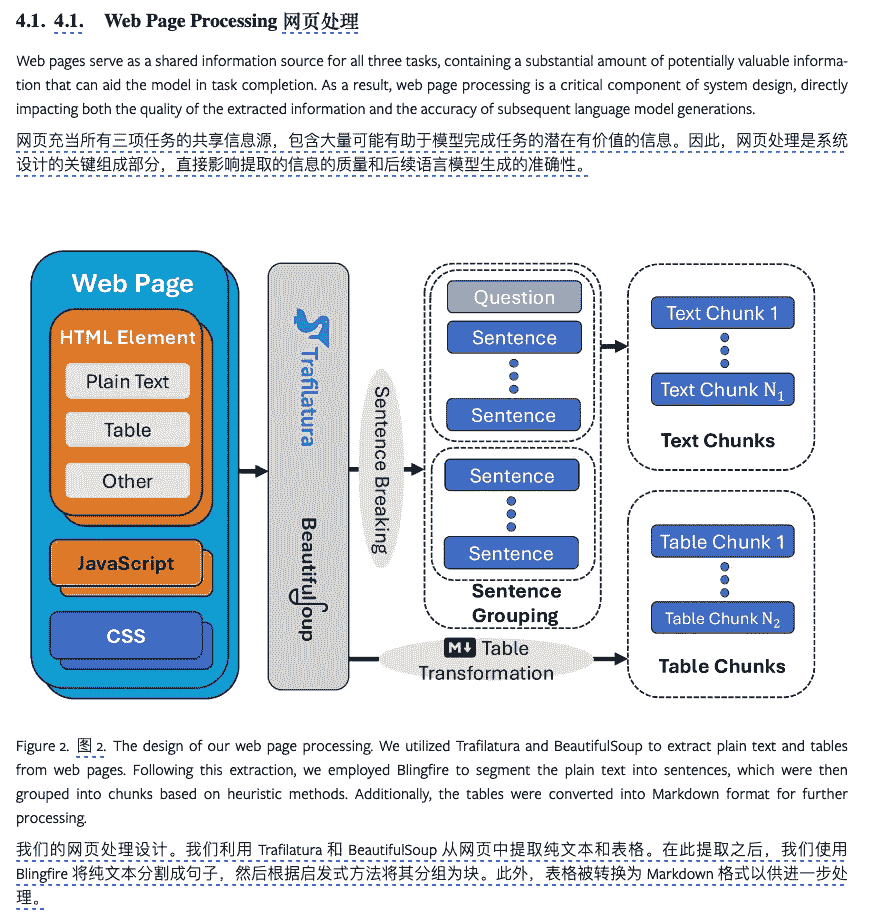 4.1. 4.1. Web Page Processing 网页处理
Web pages serve as a shared information source for all three tasks, containing a substantial amount of potentially valuable informa-
tion that can aid the model in task completion. As a result, web page processing is a critical component of system design, directly
impacting both the quality of the extracted information and the accuracy of subsequent language model generations.
网页充当所有三项任务的共享信息源，包含大量可能有助于模型完成任务的潜在有价值的信息。因此，网页处理是系统
设计的关键组成部分，直接影响提取的信息的质量和后续语言模型生成的准确性。
Web Page
HTML Element
Plain Text
Table
Other
JavaScript
CSS
Trafilatura
BeautifulSoup
Sentence Breaking
Question
Sentence
Sentence
Sentence
Sentence
Sentence
Grouping
M↓ Table
Transformation
Text Chunk 1
Text Chunk N₁
Text Chunks
Table Chunk 1
Table Chunk N₂
Table Chunks
Figure 2. 图 2. The design of our web page processing. We utilized Trafilatura and BeautifulSoup to extract plain text and tables
from web pages. Following this extraction, we employed Blingfire to segment the plain text into sentences, which were then
grouped into chunks based on heuristic methods. Additionally, the tables were converted into Markdown format for further
processing.
我们的网页处理设计。我们利用 Trafilatura 和 BeautifulSoup 从网页中提取纯文本和表格。在此提取之后，我们使用
Blingfire 将纯文本分割成句子，然后根据启发式方法将其分组为块。此外，表格被转换为 Markdown 格式以供进一步处
理。